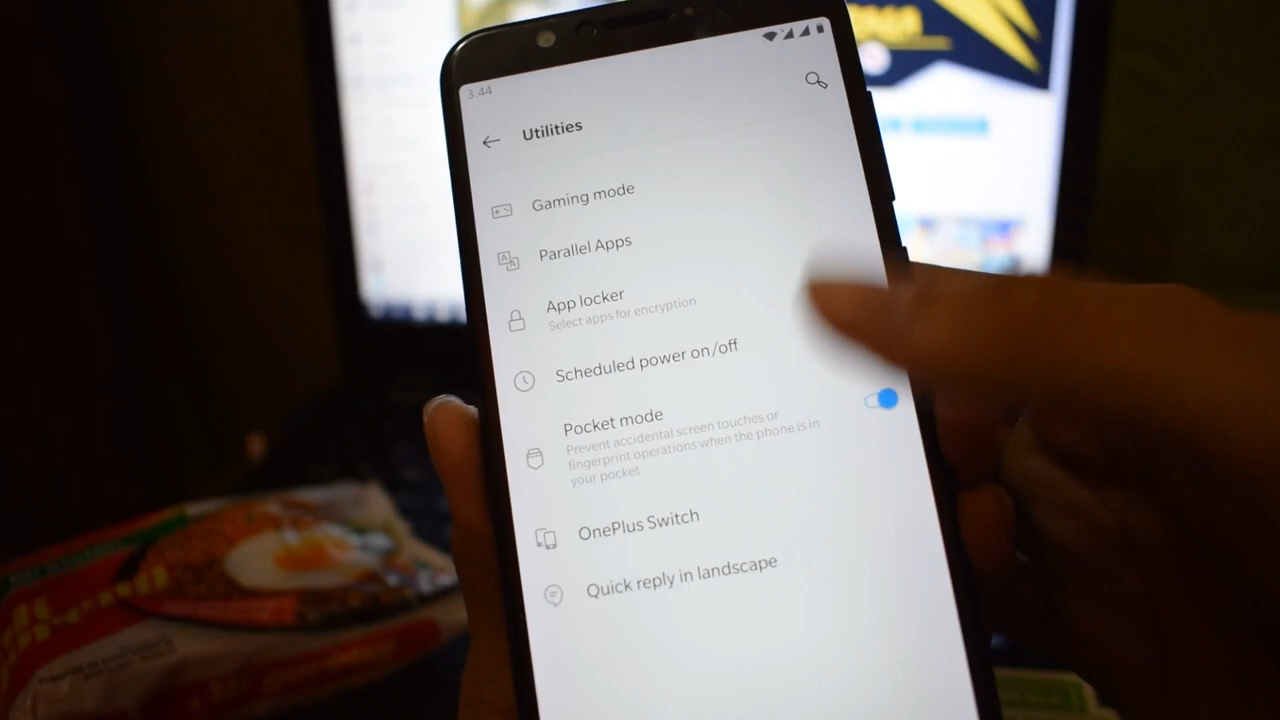 3:44
Utilities
Gaming mode
Parallel Apps
App locker
Select apps for encryption
Scheduled power on/off
Pocket mode
Prevent accidental screen touches or
fingerprint operations when the phone is in
your pocket
OnePlus Switch
Quick reply in landscape